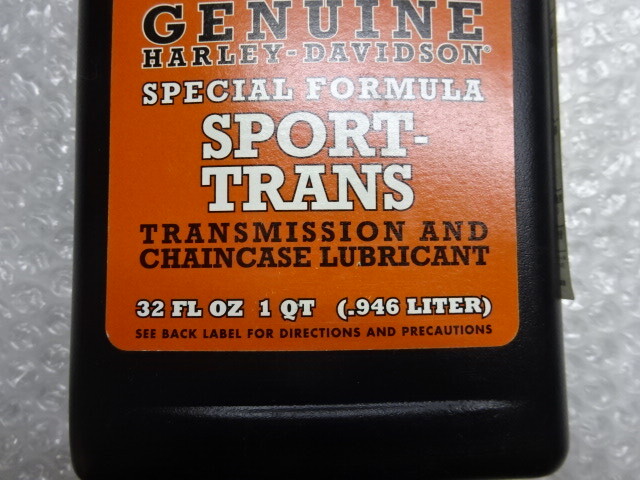 GENUINE
HARLEY-DAVIDSON®
SPECIAL FORMULA
SPORT-
TRANS
TRANSMISSION AND
CHAINCASE LUBRICANT
32 FL OZ 1 QT (.946 LITER)
SEE BACK LABEL FOR DIRECTIONS AND PRECAUTIONS